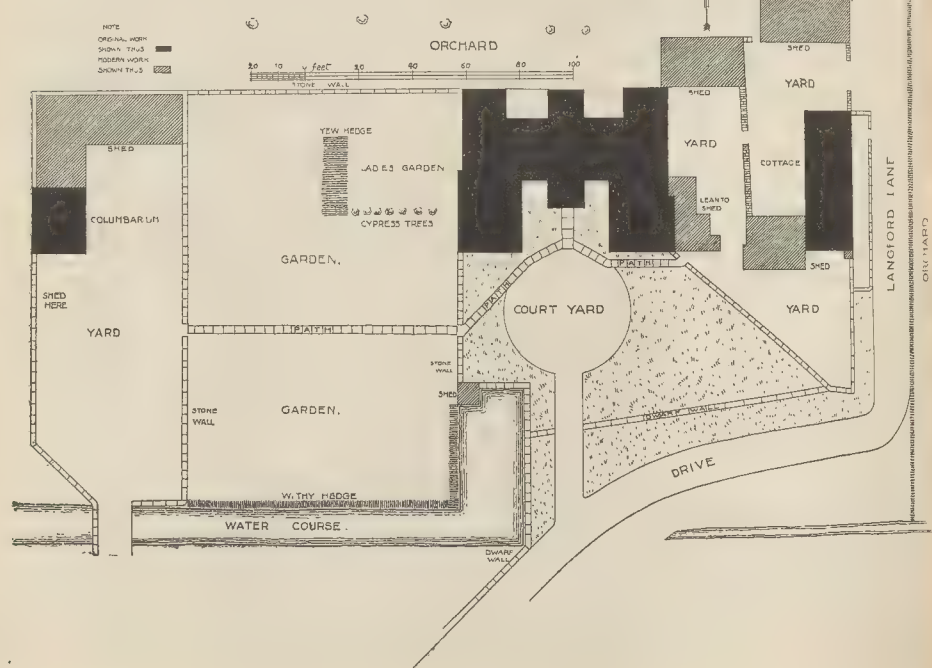 NOTE
ORIGINAL WORK
SHOWN THUS
MODERN WORK
SHOWN THUS
ORCHARD
20 10 0 feet 20 40 60 80 100
STONE WALL
SHED
YARD
SHED
YARD
COTTAGE
LEAN TO
SHED
SHED
YARD
LANGFORD LANE
ORCHARD
SHED
COLUMBARIUM
SHED
HERE
YARD
YEW HEDGE
LADIES GARDEN
CYPRESS TREES
GARDEN.
PATH
PATH
PATH
COURT YARD
STONE
WALL
SHED
STONE
WALL
GARDEN.
WITHY HEDGE
WATER COURSE.
DWARF
WALL
DWARF WALL
DRIVE